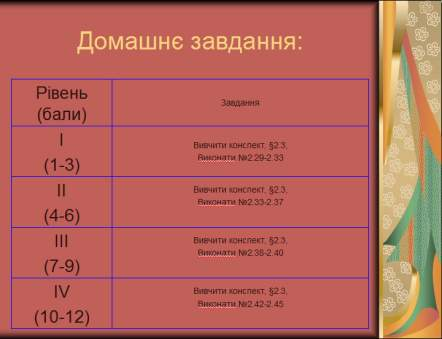 Домашнє завдання:
Рівень
(бали)
Завдання
I
(1-3)
Вивчити конспект, §2.3,
Виконати №2.29-2.33
II
(4-6)
Вивчити конспект, §2.3,
Виконати №2.33-2.37
III
(7-9)
Вивчити конспект, §2.3,
Виконати №2.38-2.40
IV
(10-12)
Вивчити конспект, §2.3,
Виконати №2.42-2.45